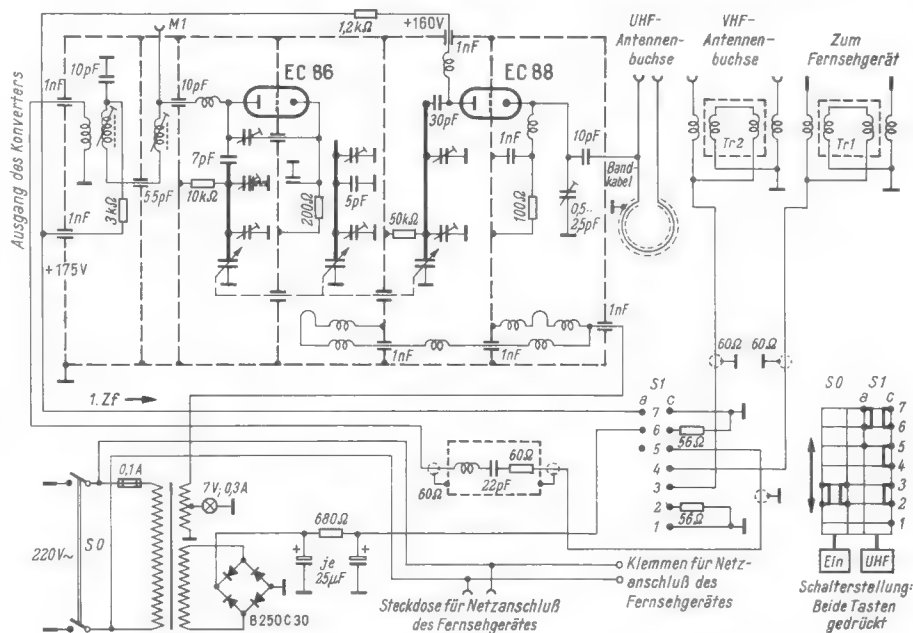 M1
1,2kΩ
+160V
1nF
UHF-
Antennen-
buchse
VHF-
Antennen-
buchse
Zum
Fernsehgerät
Ausgang des Konverters
1nF
10pF
10pF
EC 86
30pF
EC 88
1nF
10pF
Tr2
Tr1
7pF
5pF
Band-
kabel
55pF
3kΩ
10kΩ
200Ω
50kΩ
100Ω
0,5..
2,5pF
1nF
+175V
1nF
1nF
1nF
60Ω
60Ω
1. Zf
S1
a c
7
6
5
4
3
2
1
56Ω
56Ω
S0 S1
a c
7
6
5
4
3
2
1
Ein
UHF
60Ω
60Ω
22pF
60Ω
0,1A
7V; 0,3A
220V~
S0
680Ω
je
25µF
B250C30
Klemmen für Netz-
anschluß des
Fernsehgerätes
Steckdose für Netzanschluß
des Fernsehgerätes
Schalterstellung:
Beide Tasten
gedrückt